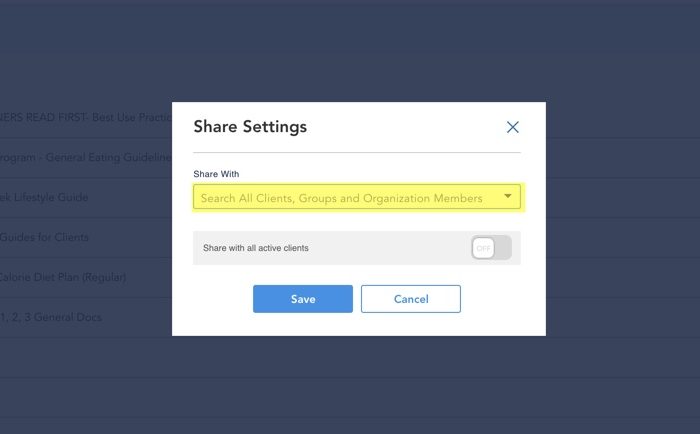 NERS READ FIRST- Best Use Practic
Share Settings
rogram - General Eating Guideline
Share With
ek Lifestyle Guide
Search All Clients, Groups and Organization Members
Guides for Clients
Share with all active clients
OFF
Calorie Diet Plan (Regular)
Save
Cancel
1, 2, 3 General Docs